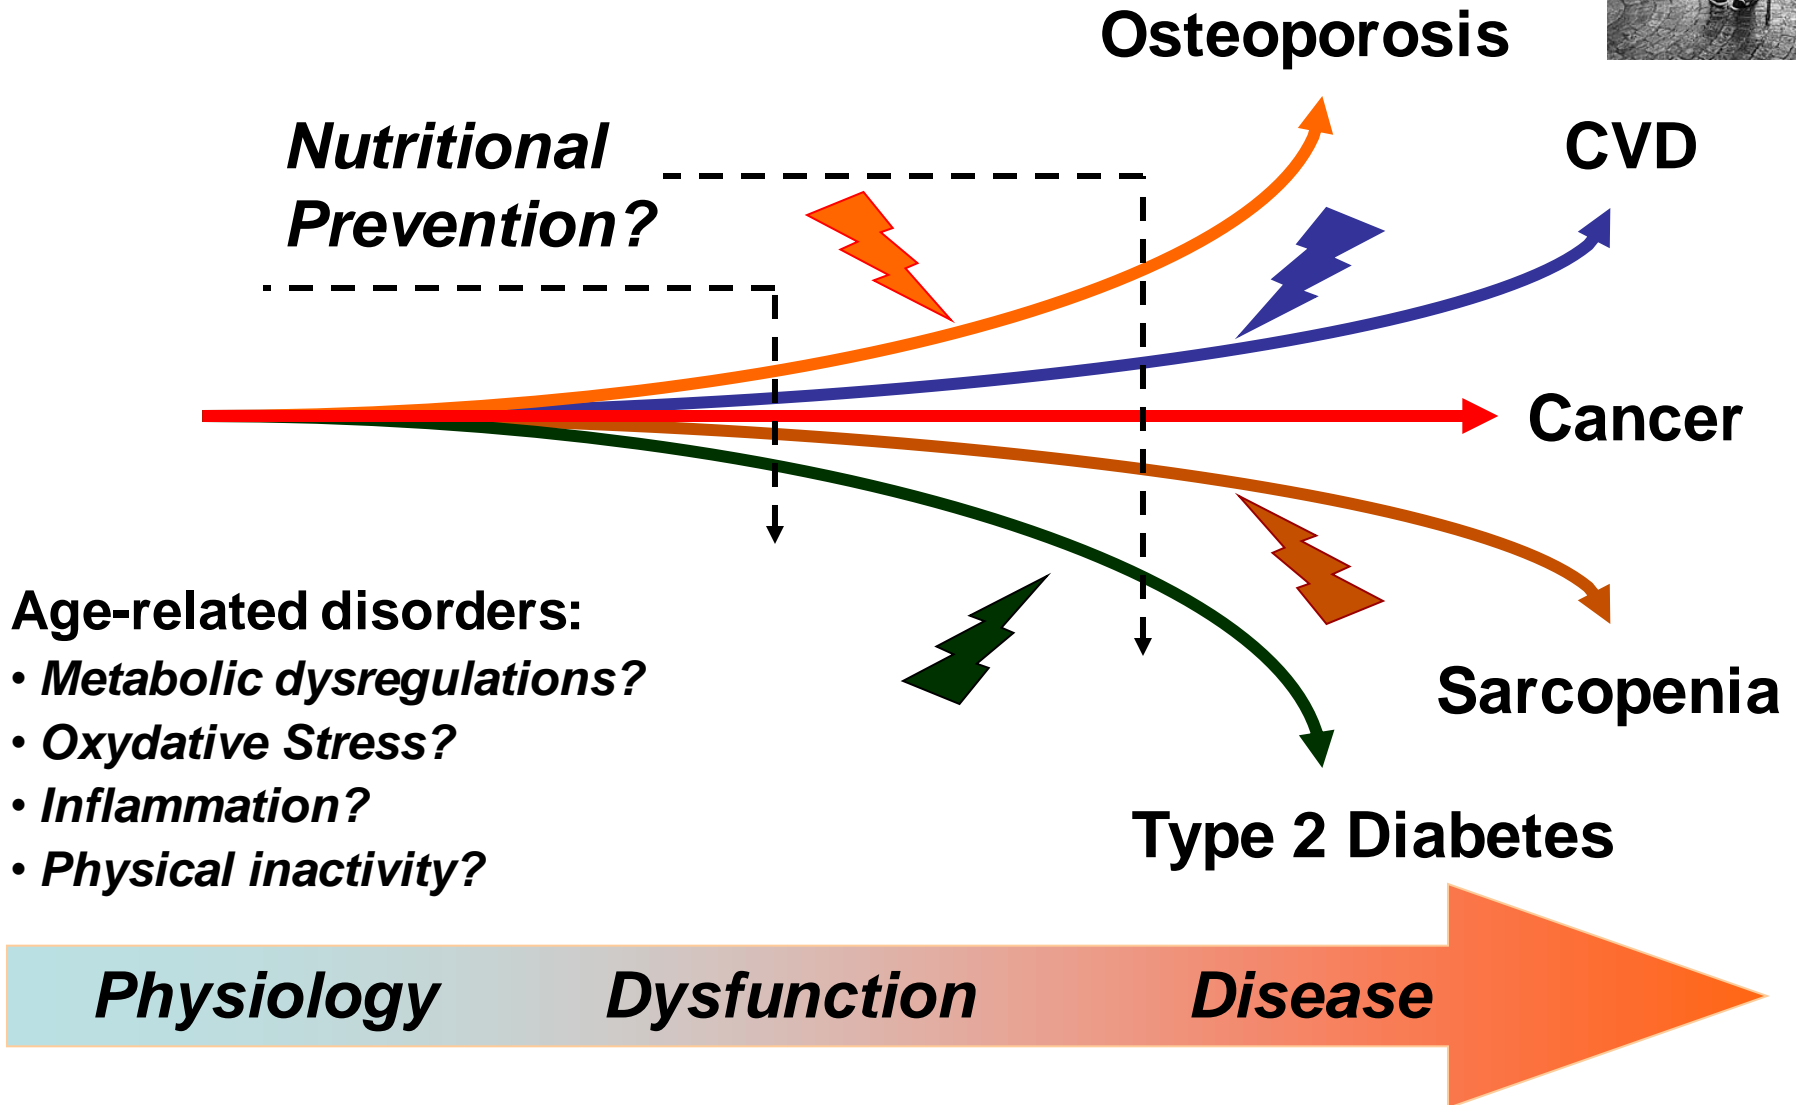 Osteoporosis
Nutritional
Prevention?
CVD
Cancer
Age-related disorders:
• Metabolic dysregulations?
• Oxydative Stress?
• Inflammation?
• Physical inactivity?
Sarcopenia
Type 2 Diabetes
Physiology Dysfunction Disease